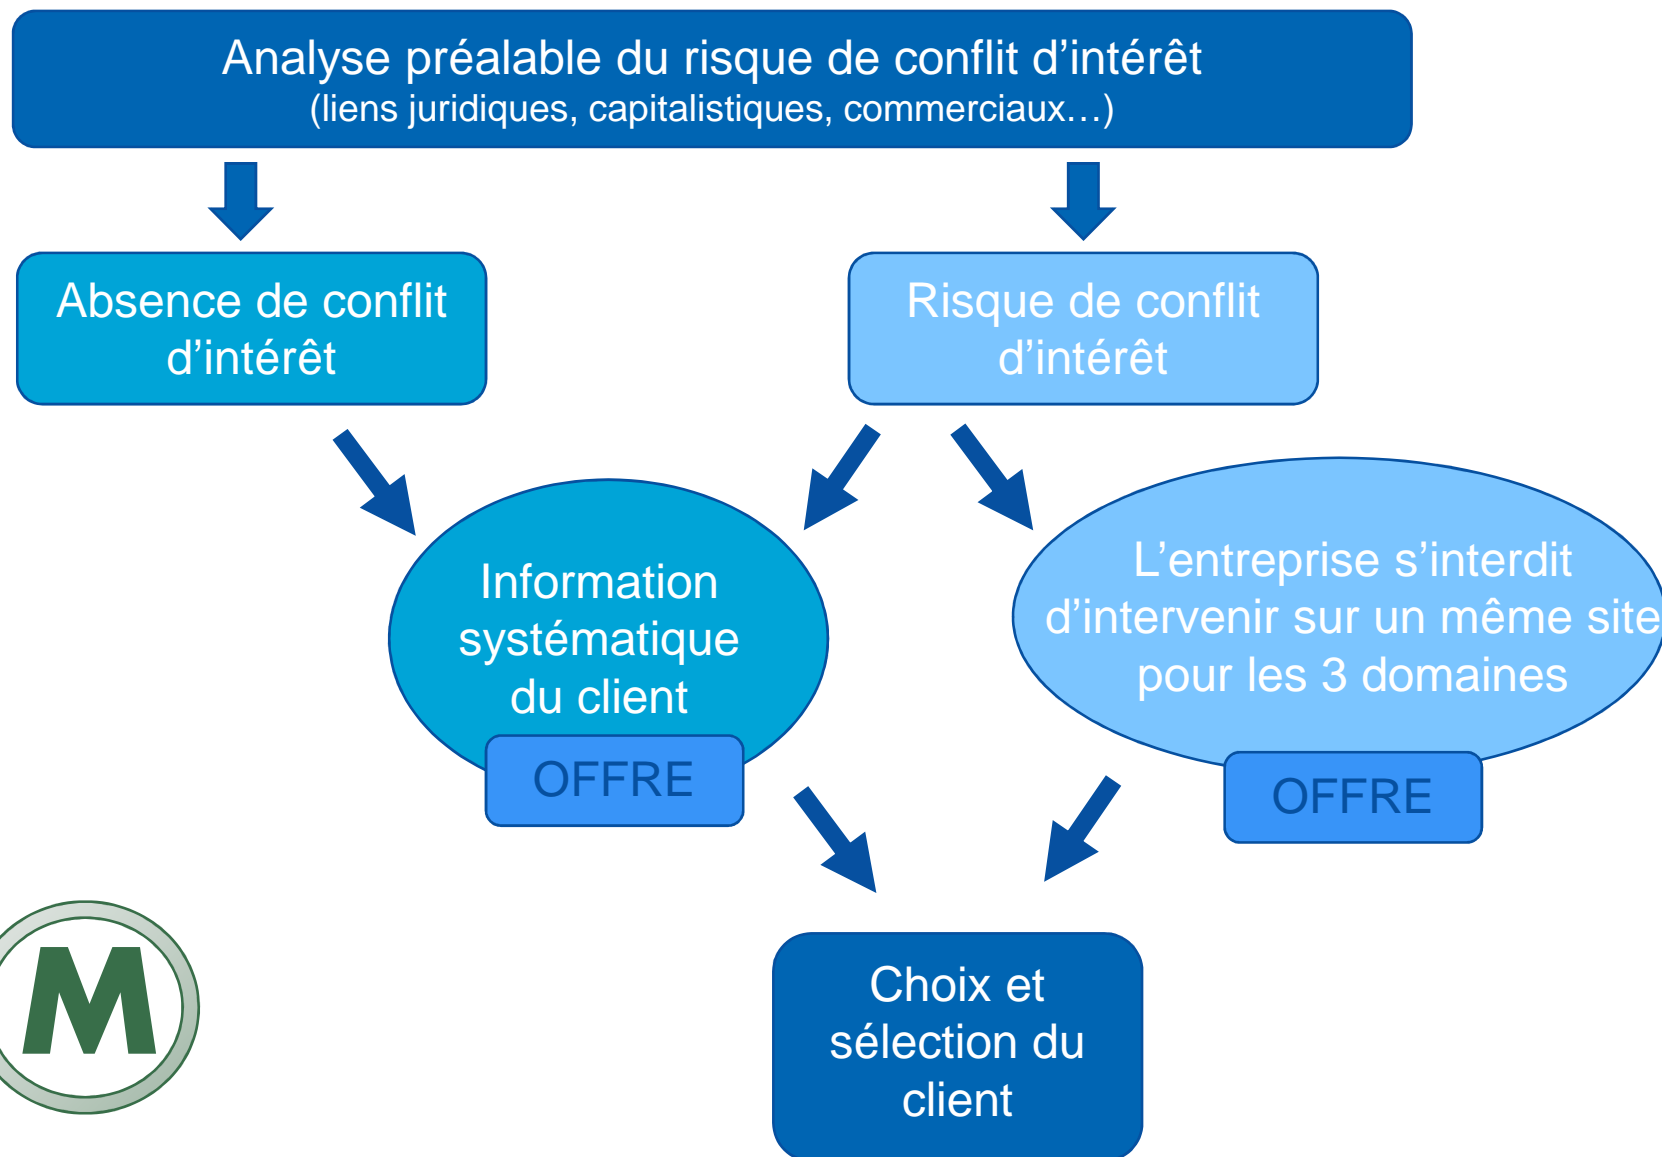 Analyse préalable du risque de conflit d’intérêt
(liens juridiques, capitalistiques, commerciaux…)
Absence de conflit
d’intérêt
Risque de conflit
d’intérêt
Information
systématique
du client
OFFRE
L’entreprise s’interdit
d’intervenir sur un même site
pour les 3 domaines
OFFRE
Choix et
sélection du
client
M